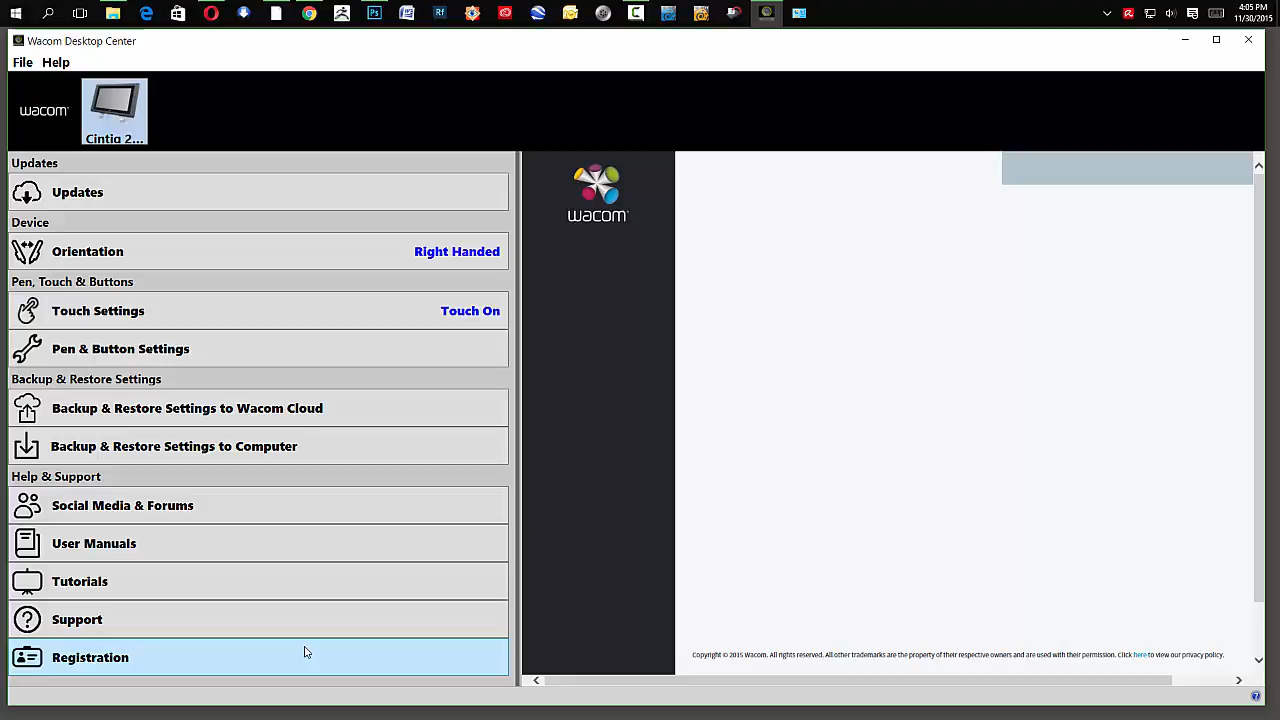 4:05 PM
11/30/2015
Wacom Desktop Center
File Help
wacom
Cintiq 2...
Updates
Updates
Device
Orientation Right Handed
Pen, Touch & Buttons
Touch Settings Touch On
Pen & Button Settings
Backup & Restore Settings
Backup & Restore Settings to Wacom Cloud
Backup & Restore Settings to Computer
Help & Support
Social Media & Forums
User Manuals
Tutorials
Support
Registration
wacom
Copyright © 2015 Wacom. All rights reserved. All other trademarks are the property of their respective owners and are used with their permission. Click here to view our privacy policy.